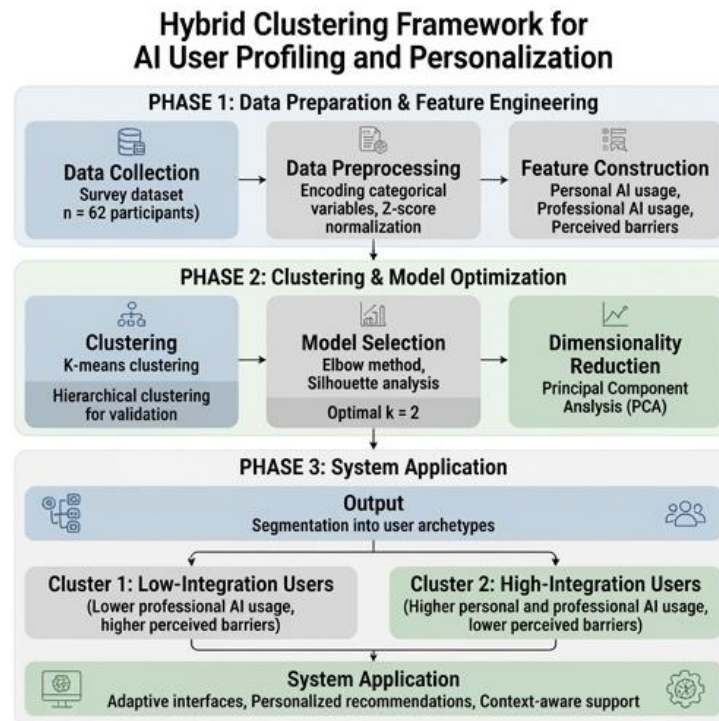 Hybrid Clustering Framework for
AI User Profiling and Personalization
PHASE 1: Data Preparation & Feature Engineering
Data Collection
Survey dataset
n = 62 participants)
Data Preprocessing
Encoding categorical
variables, Z-score
normalization
Feature Construction
Personal AI usage,
Professional AI usage,
Perceived barriers
PHASE 2: Clustering & Model Optimization
Clustering
K-means clustering
Hierarchical clustering
for validation
Model Selection
Elbow method,
Silhouette analysis
Optimal k = 2
Dimensionality
Reduction
Principal Component
Analysis (PCA)
PHASE 3: System Application
Output
Segmentation into user archetypes
Cluster 1: Low-Integration Users
(Lower professional AI usage,
higher perceived barriers)
Cluster 2: High-Integration Users
(Higher personal and professional AI usage,
lower perceived barriers)
System Application
Adaptive interfaces, Personalized recommendations, Context-aware support